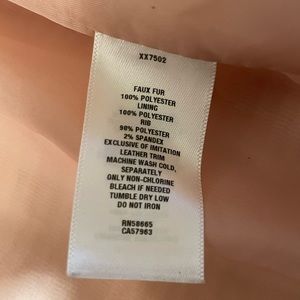 XX7502
FAUX FUR
100% POLYESTER
LINING
100% POLYESTER
RIB
98% POLYESTER
2% SPANDEX
EXCLUSIVE OF IMITATION
LEATHER TRIM
MACHINE WASH COLD,
SEPARATELY
ONLY NON-CHLORINE
BLEACH IF NEEDED
TUMBLE DRY LOW
DO NOT IRON
RN58665
CA57963